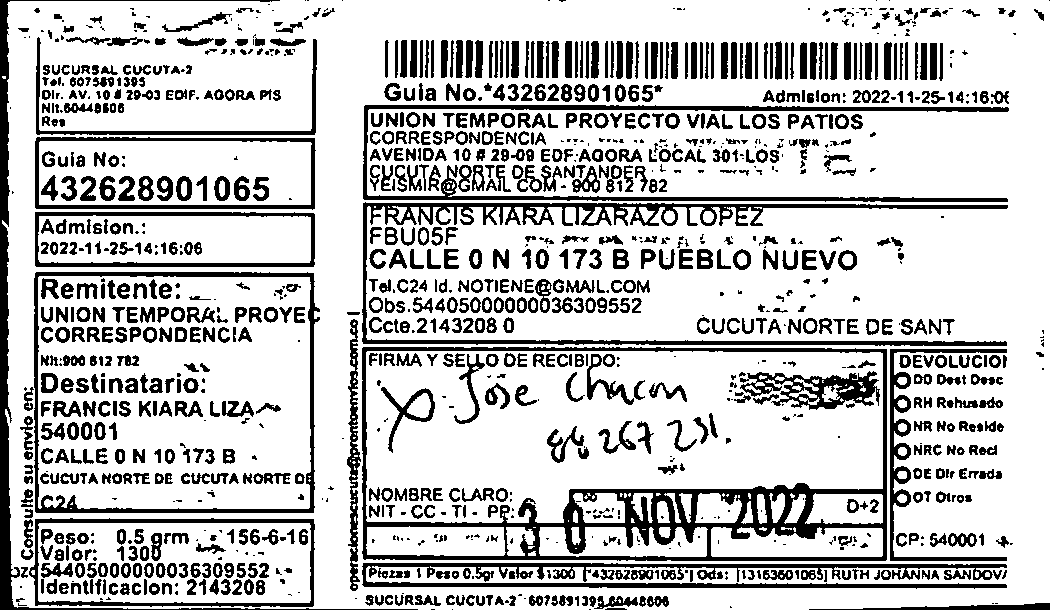 SUCURSAL CUCUTA-2
Tel. 6075891395
Dir. AV. 10 # 29-03 EDIF. AGORA PIS
Nit.60448606
Res
Guia No:
432628901065
Admision.:
2022-11-25-14:16:06
Remitente:
UNION TEMPORAL PROYEC
CORRESPONDENCIA
Nit:900 812 782
Destinatario:
FRANCIS KIARA LIZA
540001
CALLE 0 N 10 173 B
CUCUTA NORTE DE CUCUTA NORTE DE
C24
Peso: 0.5 grm 156-6-16
Valor: 1300
54405000000036309552
Identificacion: 2143208
Consulte su envio en:
Guia No.*432628901065*
Admision: 2022-11-25-14:16:06
UNION TEMPORAL PROYECTO VIAL LOS PATIOS
CORRESPONDENCIA
AVENIDA 10 # 29-09 EDF.AGORA LOCAL 301 LOS
CUCUTA NORTE DE SANTANDER
YEISMIR@GMAIL COM - 900 812 782
FRANCIS KIARA LIZARAZO LOPEZ
FBU05F
CALLE 0 N 10 173 B PUEBLO NUEVO
Tel.C24 Id. NOTIENE@GMAIL.COM
Obs.54405000000036309552
Ccte.2143208 0
CUCUTA NORTE DE SANT
operacionescucuta@prontoenvios.com.co
FIRMA Y SELLO DE RECIBIDO:
Jose Chacon
88267231.
NOMBRE CLARO:
NIT - CC - TI - PP:
30 NOV 2022
D+2
DEVOLUCION
DD Dest Desc
RH Rehusado
NR No Reside
NRC No Recl
DE Dir Errada
OT Otros
CP: 540001
Piezas 1 Peso 0.5gr Valor $1300 [*432628901065*] Ods: [13163601065] RUTH JOHANNA SANDOVA
SUCURSAL CUCUTA-2 6075891395 60448606